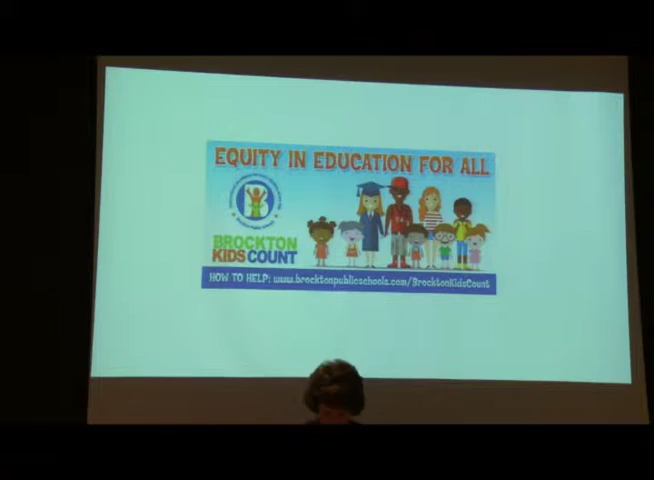 EQUITY IN EDUCATION FOR ALL
B
BROCKTON
KIDS COUNT
HOW TO HELP: www.brocktonpublicschools.com/BrocktonKidsCount